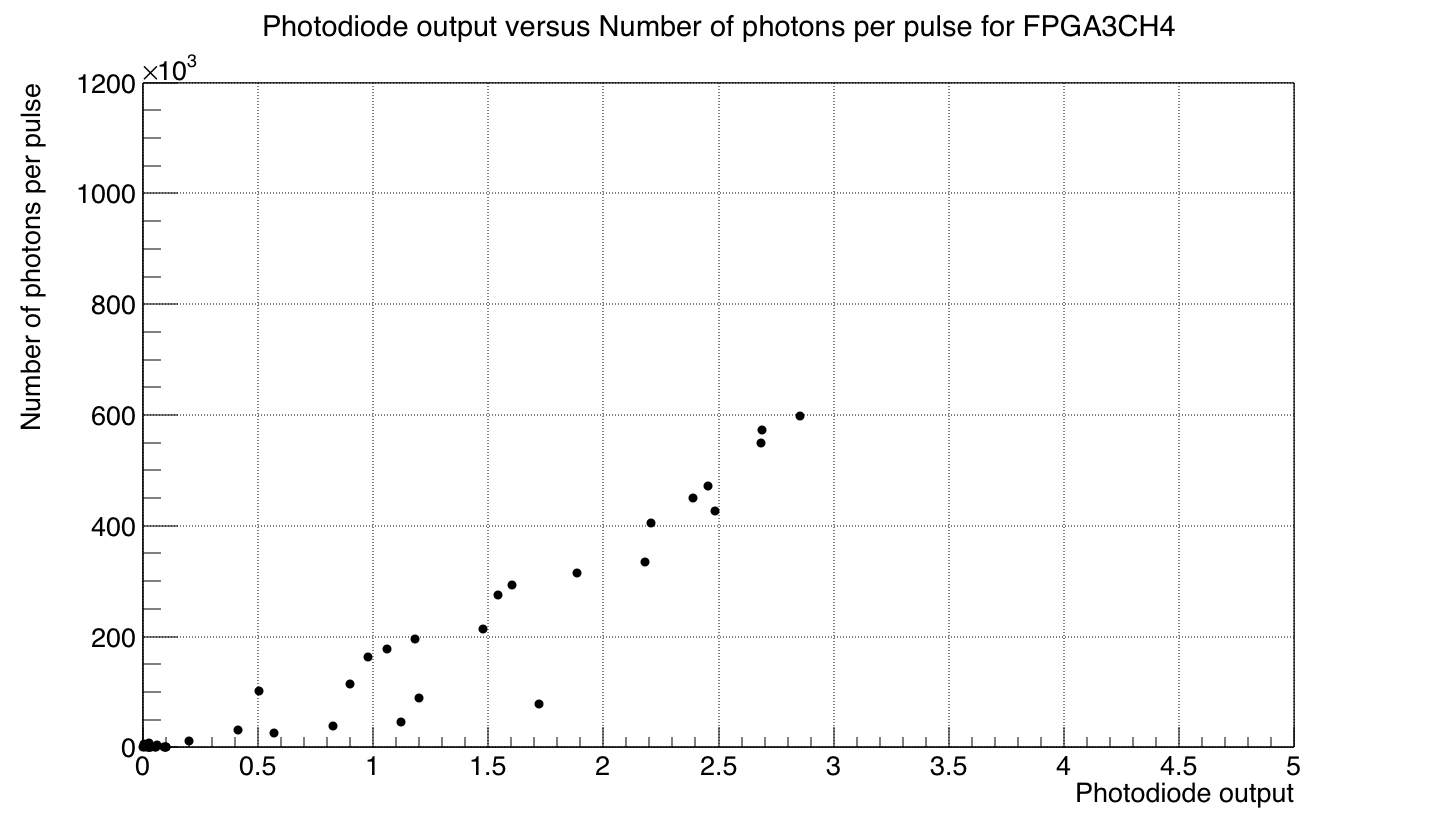 Photodiode output versus Number of photons per pulse for FPGA3CH4
×10³
Number of photons per pulse
1200
1000
800
600
400
200
0
0 0.5 1 1.5 2 2.5 3 3.5 4 4.5 5
Photodiode output